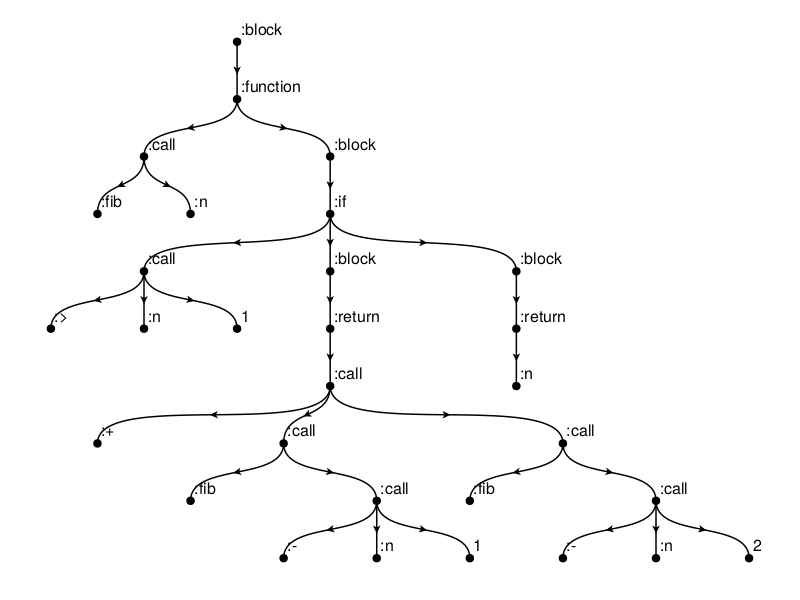 :block
:function
:call :block
:fib :n :if
:call :block :block
:> :n 1 :return :return
:call :n
:+ :call :call
:fib :call :fib :call
:- :n 1 :- :n 2